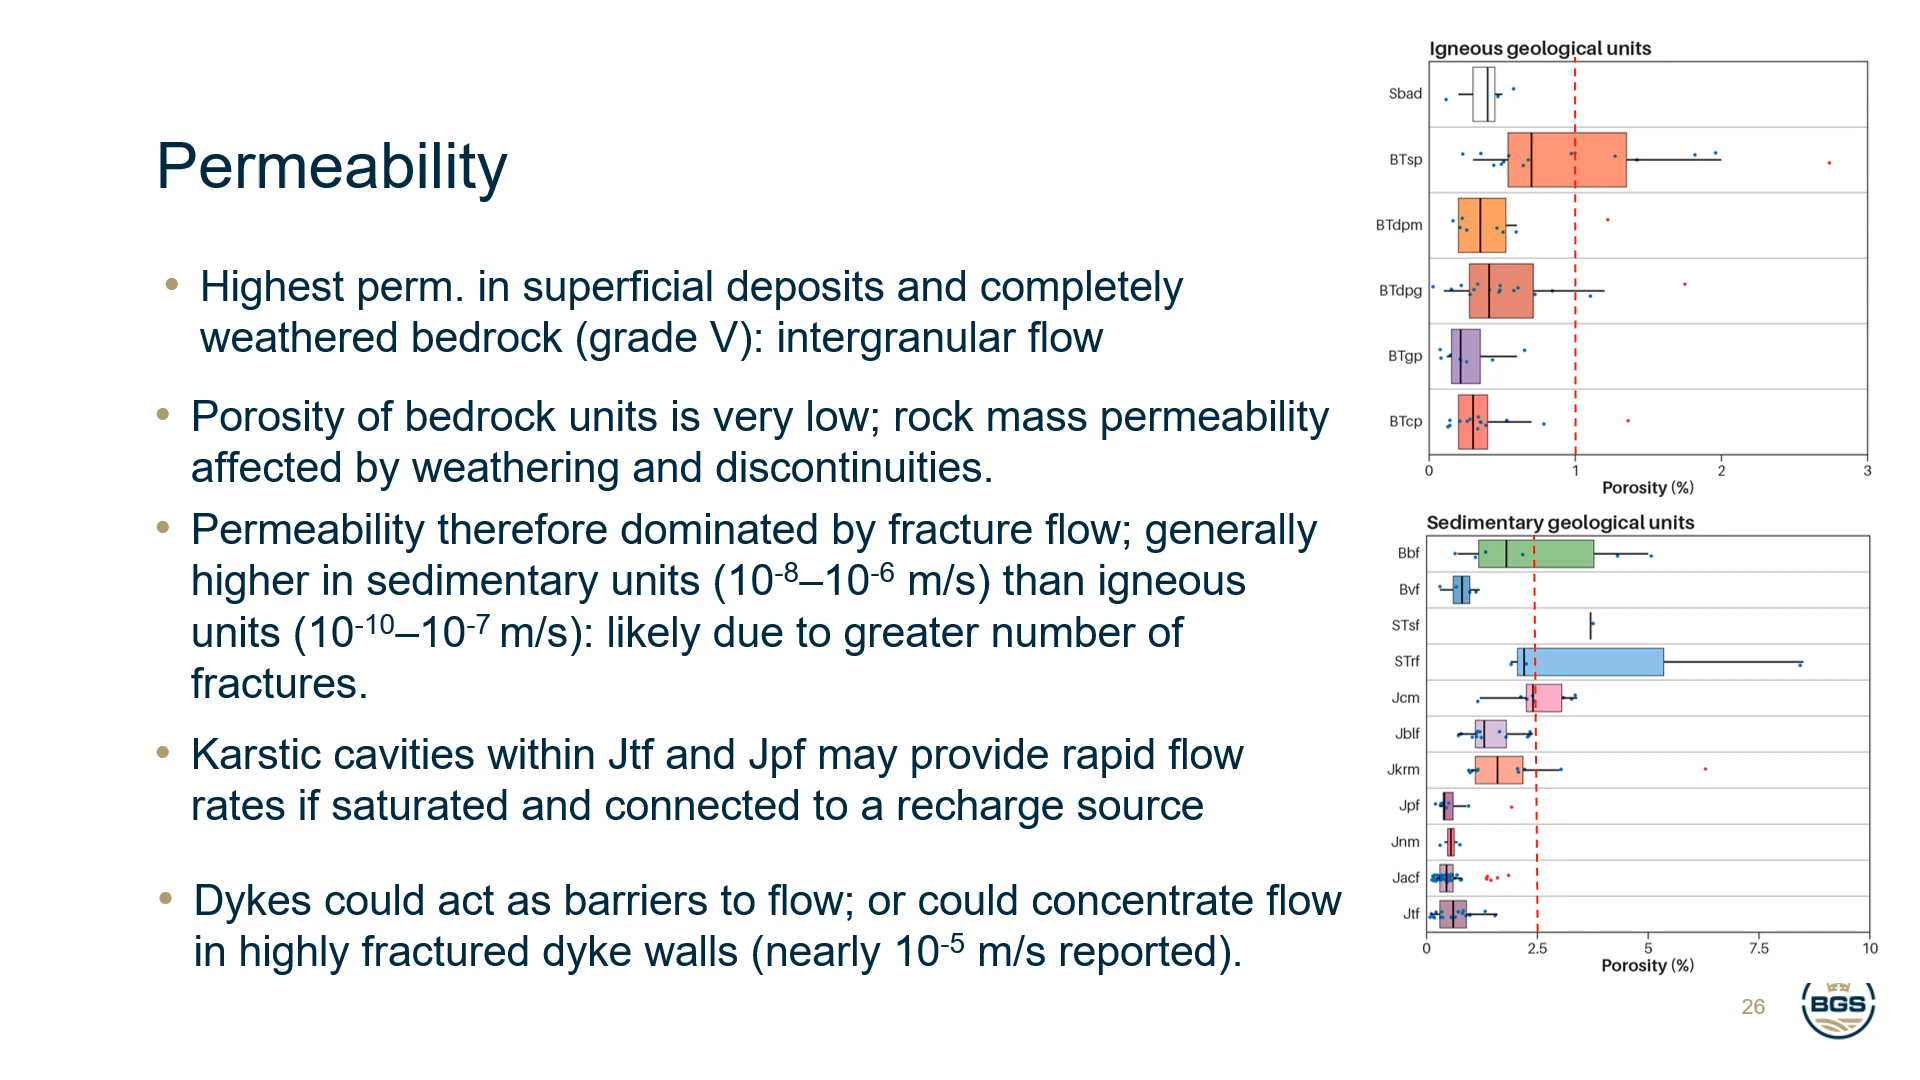 Permeability
• Highest perm. in superficial deposits and completely
weathered bedrock (grade V): intergranular flow
• Porosity of bedrock units is very low; rock mass permeability
affected by weathering and discontinuities.
• Permeability therefore dominated by fracture flow; generally
higher in sedimentary units (10⁻⁸–10⁻⁶ m/s) than igneous
units (10⁻¹⁰–10⁻⁷ m/s): likely due to greater number of
fractures.
• Karstic cavities within Jtf and Jpf may provide rapid flow
rates if saturated and connected to a recharge source
• Dykes could act as barriers to flow; or could concentrate flow
in highly fractured dyke walls (nearly 10⁻⁵ m/s reported).
Igneous geological units
Sbad
BTsp
BTdpm
BTdpg
BTgp
BTcp
0 1 2 3
Porosity (%)
Sedimentary geological units
Bbf
Bvf
STsf
STrf
Jcm
Jblf
Jkrm
Jpf
Jnm
Jacf
Jtf
0 2.5 5 7.5 10
Porosity (%)
26
BGS